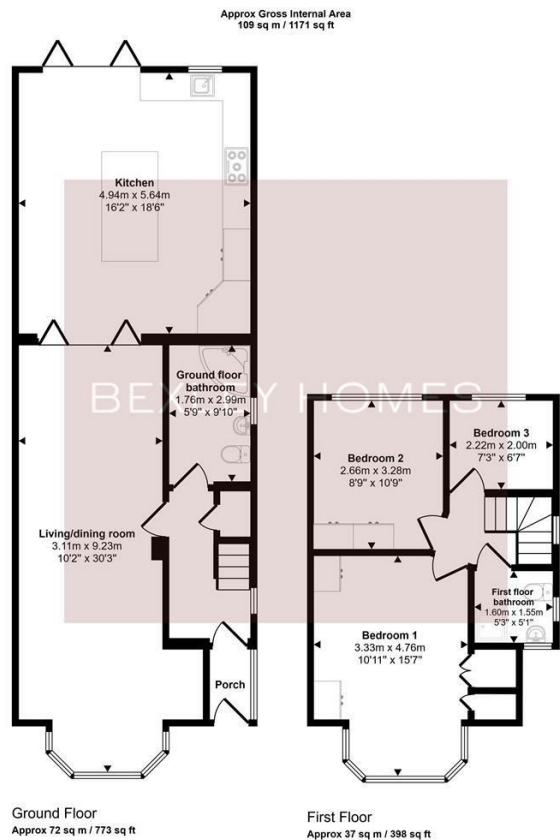 Approx Gross Internal Area
109 sq m / 1171 sq ft
Kitchen
4.94m x 5.64m
16'2" x 18'6"
Ground floor
bathroom
1.76m x 2.99m
5'9" x 9'10"
BEXLEY HOMES
Living/dining room
3.11m x 9.23m
10'2" x 30'3"
Porch
Bedroom 2
2.66m x 3.28m
8'9" x 10'9"
Bedroom 3
2.22m x 2.00m
7'3" x 6'7"
First floor
bathroom
1.60m x 1.55m
5'3" x 5'1"
Bedroom 1
3.33m x 4.76m
10'11" x 15'7"
Ground Floor
Approx 72 sq m / 773 sq ft
First Floor
Approx 37 sq m / 398 sq ft